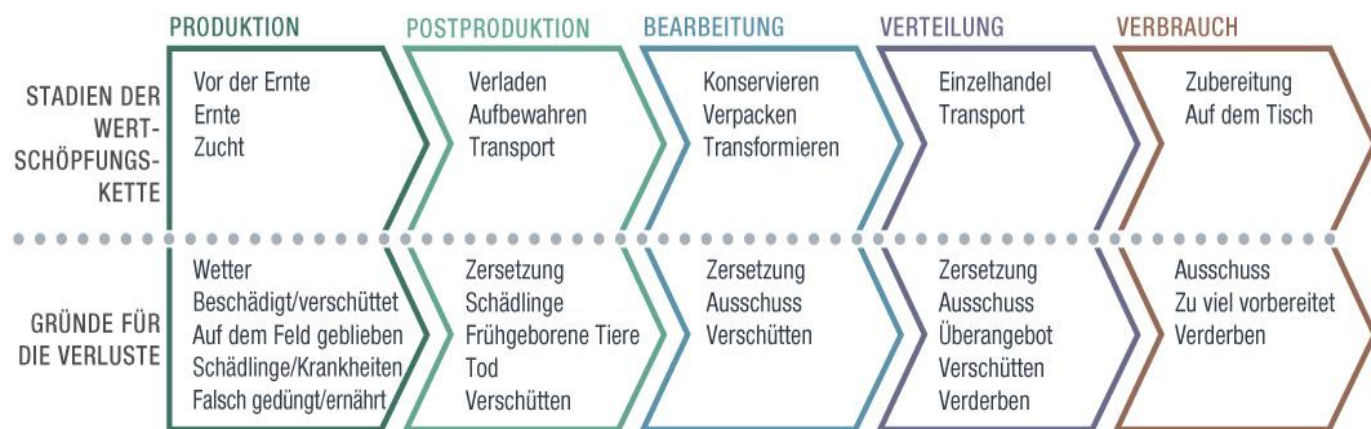 PRODUKTION
POSTPRODUKTION
BEARBEITUNG
VERTEILUNG
VERBRAUCH
STADIEN DER
WERT-
SCHÖPFUNGS-
KETTE
Vor der Ernte
Ernte
Zucht
Verladen
Aufbewahren
Transport
Konservieren
Verpacken
Transformieren
Einzelhandel
Transport
Zubereitung
Auf dem Tisch
GRÜNDE FÜR
DIE VERLUSTE
Wetter
Beschädigt/verschüttet
Auf dem Feld geblieben
Schädlinge/Krankheiten
Falsch gedüngt/ernährt
Zersetzung
Schädlinge
Frühgeborene Tiere
Tod
Verschütten
Zersetzung
Ausschuss
Verschütten
Zersetzung
Ausschuss
Überangebot
Verschütten
Verderben
Ausschuss
Zu viel vorbereitet
Verderben